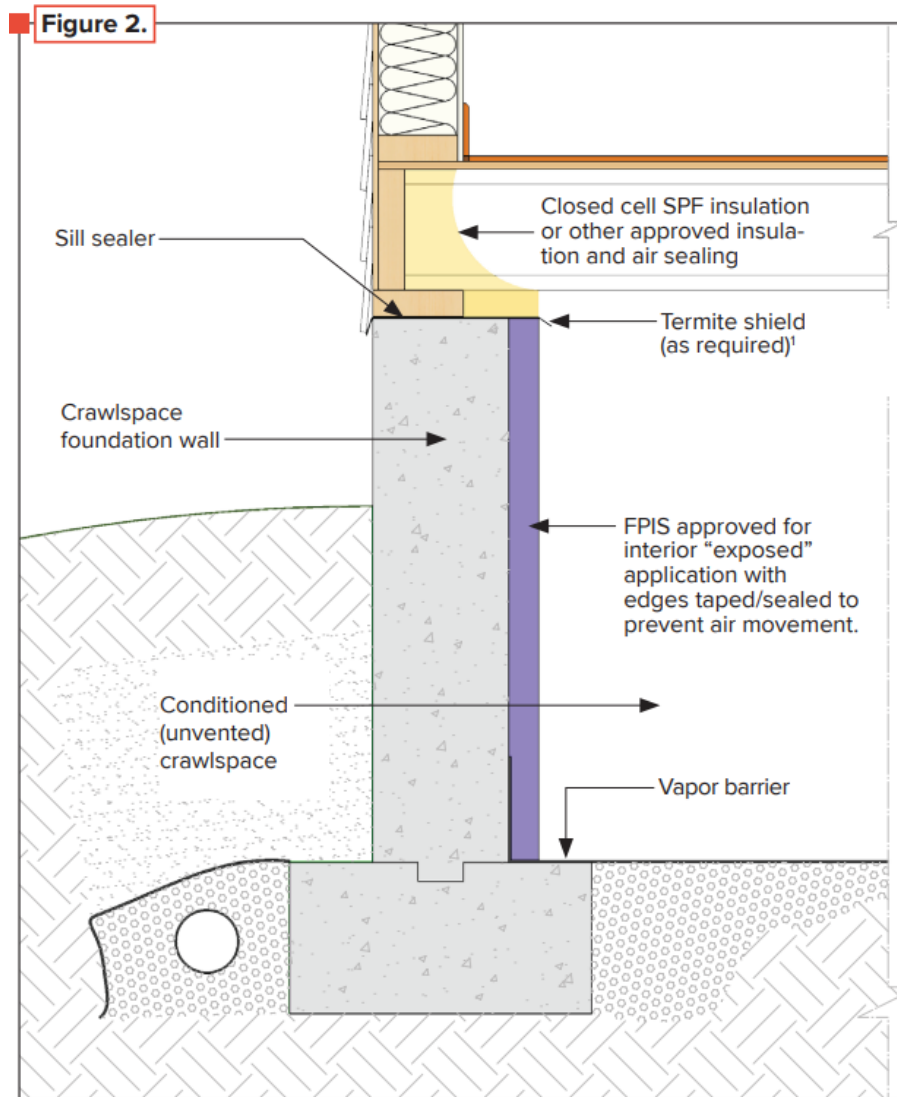 Figure 2.
Closed cell SPF insulation
or other approved insula-
tion and air sealing
Sill sealer
Termite shield
(as required)¹
Crawlspace
foundation wall
FPIS approved for
interior “exposed”
application with
edges taped/sealed to
prevent air movement.
Conditioned
(unvented)
crawlspace
Vapor barrier